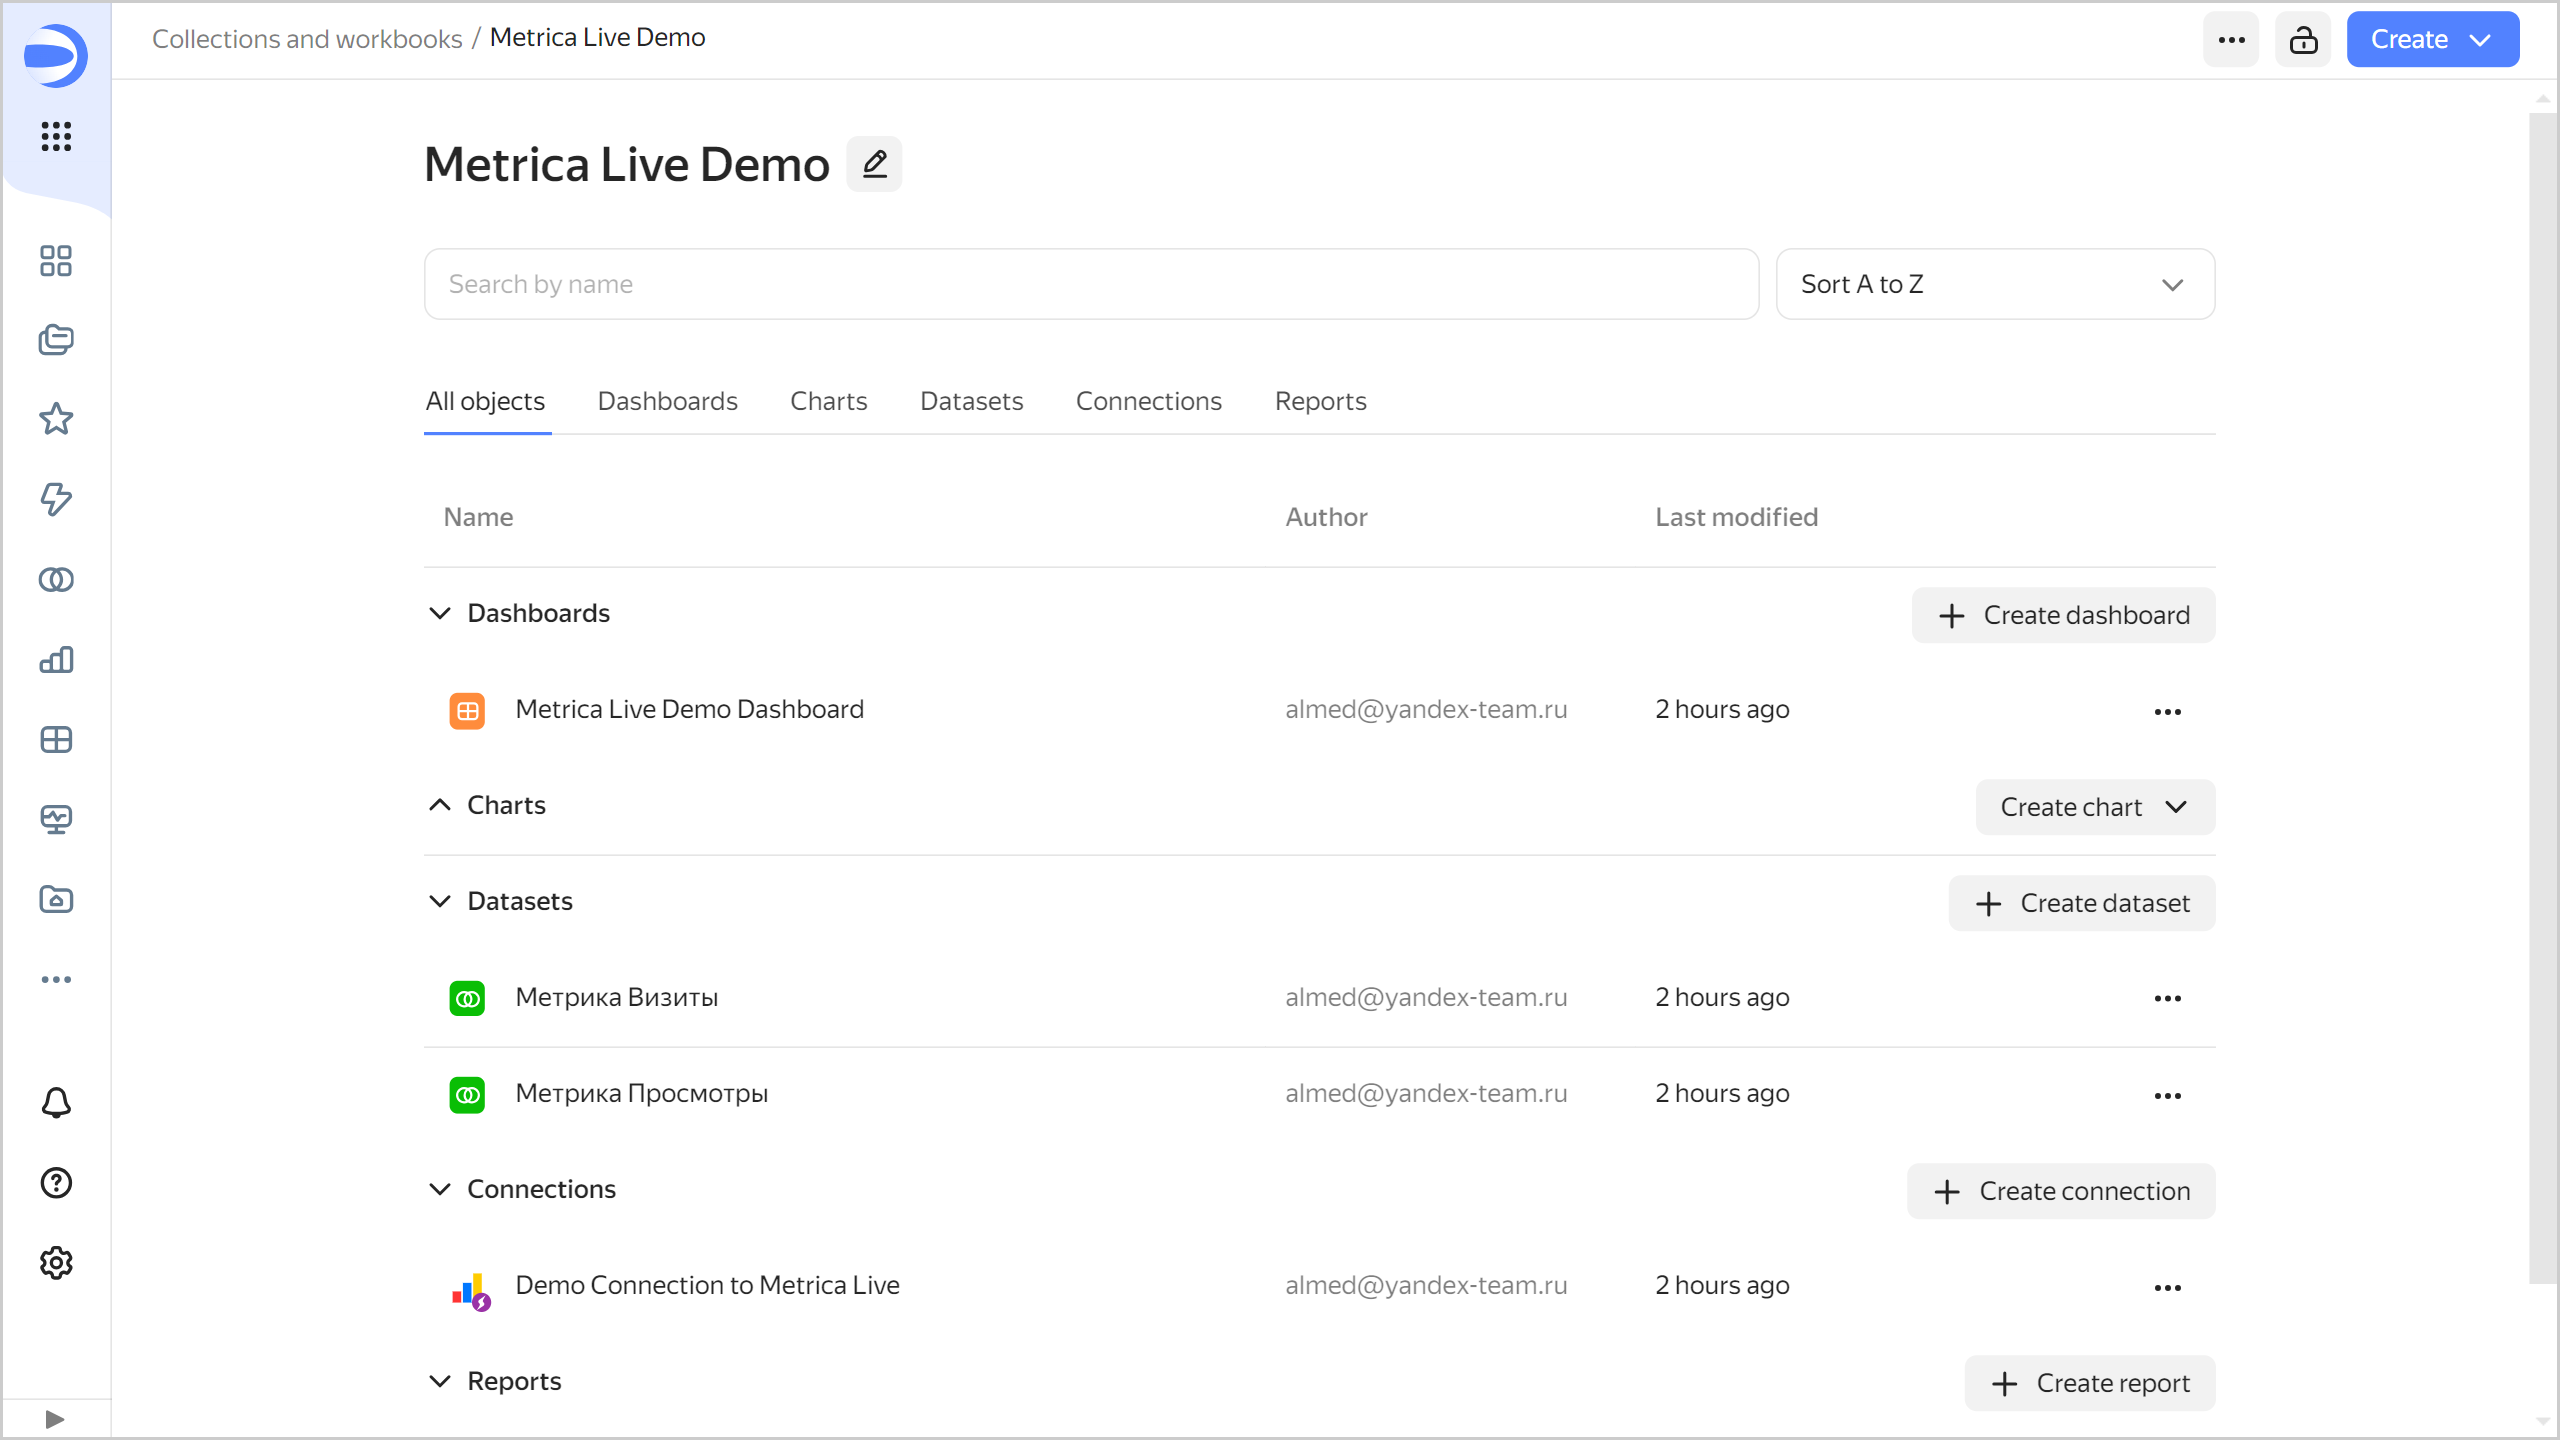 Collections and workbooks / Metrica Live Demo
Create
Metrica Live Demo
Search by name
Sort A to Z
All objects Dashboards Charts Datasets Connections Reports
Name Author Last modified
Dashboards Create dashboard
Metrica Live Demo Dashboard almed@yandex-team.ru 2 hours ago
Charts Create chart
Datasets Create dataset
Метрика Визиты almed@yandex-team.ru 2 hours ago
Метрика Просмотры almed@yandex-team.ru 2 hours ago
Connections Create connection
Demo Connection to Metrica Live almed@yandex-team.ru 2 hours ago
Reports Create report